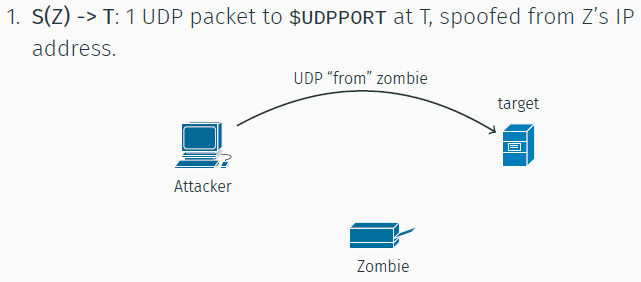 1. S(Z) -> T: 1 UDP packet to $UDPPORT at T, spoofed from Z's IP
address.
UDP “from” zombie
target
Attacker
Zombie